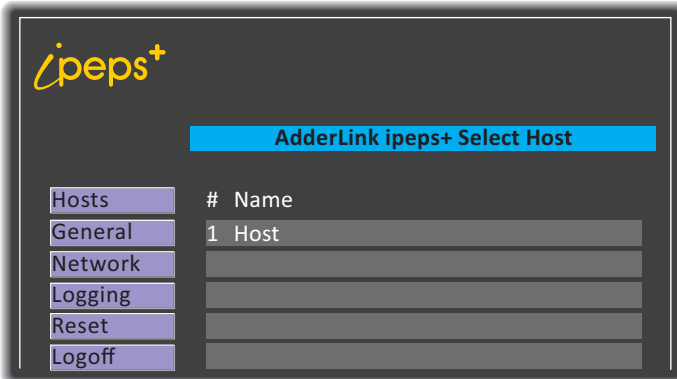 ipeps+
AdderLink ipeps+ Select Host
Hosts
General
Network
Logging
Reset
Logoff
# Name
1 Host